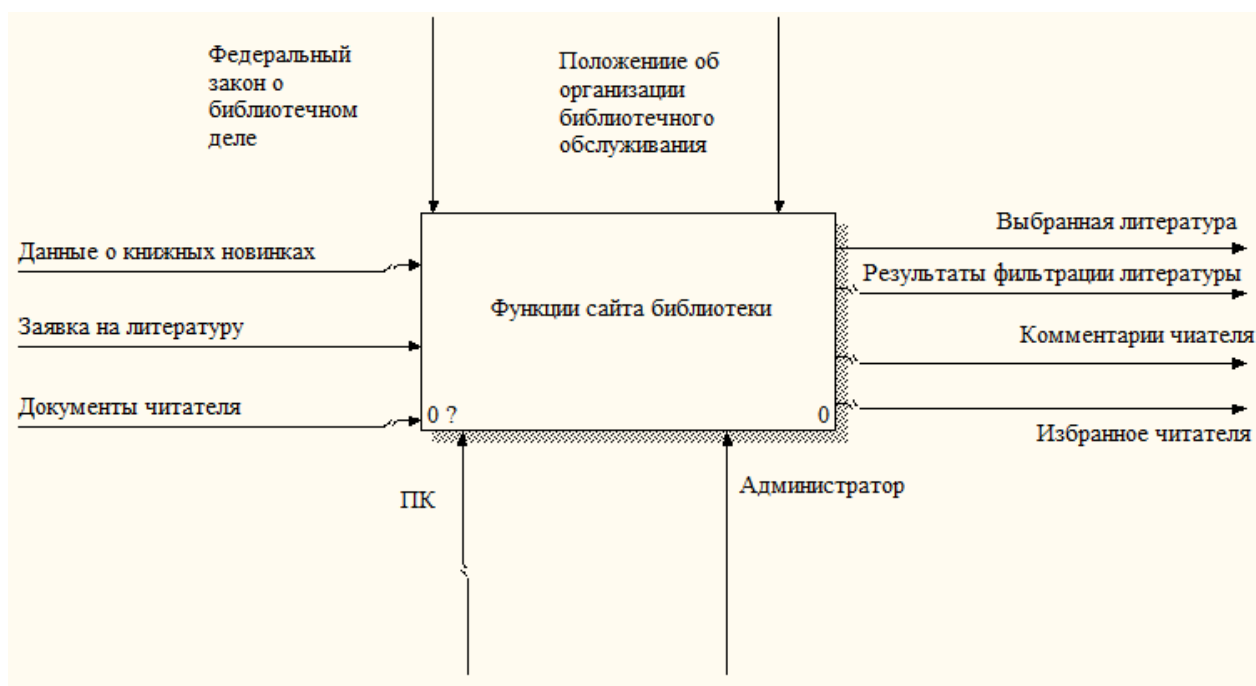 Федеральный
закон о
библиотечном
деле
Положениие об
организации
библиотечного
обслуживания
Данные о книжных новинках
Заявка на литературу
Документы читателя
Функции сайта библиотеки
0 ?
0
Выбранная литература
Результаты фильтрации литературы
Комментарии чиателя
Избранное читателя
ПК
Администратор